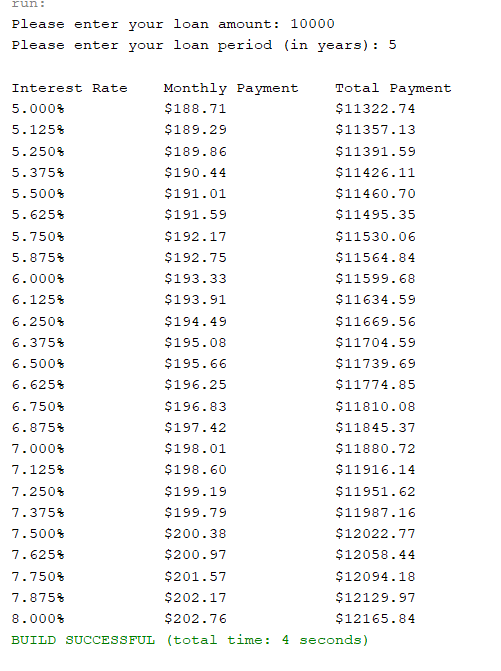 run:
Please enter your loan amount: 10000
Please enter your loan period (in years): 5
Interest Rate Monthly Payment Total Payment
5.000% $188.71 $11322.74
5.125% $189.29 $11357.13
5.250% $189.86 $11391.59
5.375% $190.44 $11426.11
5.500% $191.01 $11460.70
5.625% $191.59 $11495.35
5.750% $192.17 $11530.06
5.875% $192.75 $11564.84
6.000% $193.33 $11599.68
6.125% $193.91 $11634.59
6.250% $194.49 $11669.56
6.375% $195.08 $11704.59
6.500% $195.66 $11739.69
6.625% $196.25 $11774.85
6.750% $196.83 $11810.08
6.875% $197.42 $11845.37
7.000% $198.01 $11880.72
7.125% $198.60 $11916.14
7.250% $199.19 $11951.62
7.375% $199.79 $11987.16
7.500% $200.38 $12022.77
7.625% $200.97 $12058.44
7.750% $201.57 $12094.18
7.875% $202.17 $12129.97
8.000% $202.76 $12165.84
BUILD SUCCESSFUL (total time: 4 seconds)